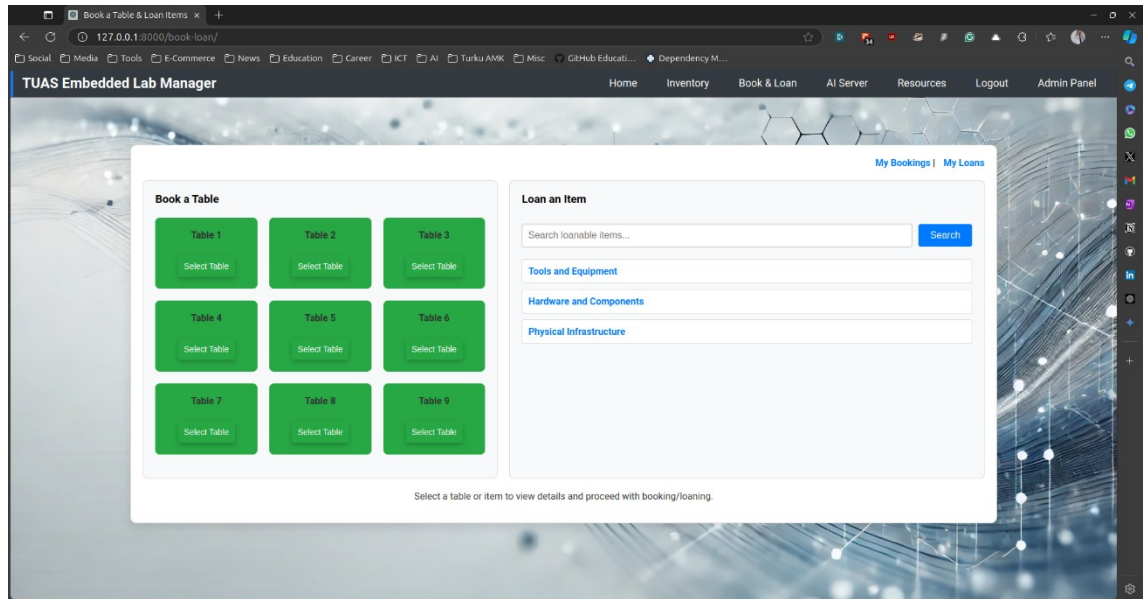 Book a Table & Loan Items
127.0.0.1:8000/book-loan/
34
Social Media Tools E-Commerce News Education Career ICT AI Turku AMK Misc GitHub Educati... Dependency M...
TUAS Embedded Lab Manager Home Inventory Book & Loan AI Server Resources Logout Admin Panel
My Bookings | My Loans
Book a Table
Table 1 Table 2 Table 3
Select Table Select Table Select Table
Table 4 Table 5 Table 6
Select Table Select Table Select Table
Table 7 Table 8 Table 9
Select Table Select Table Select Table
Loan an Item
Search loanable items... Search
Tools and Equipment
Hardware and Components
Physical Infrastructure
Select a table or item to view details and proceed with booking/loaning.